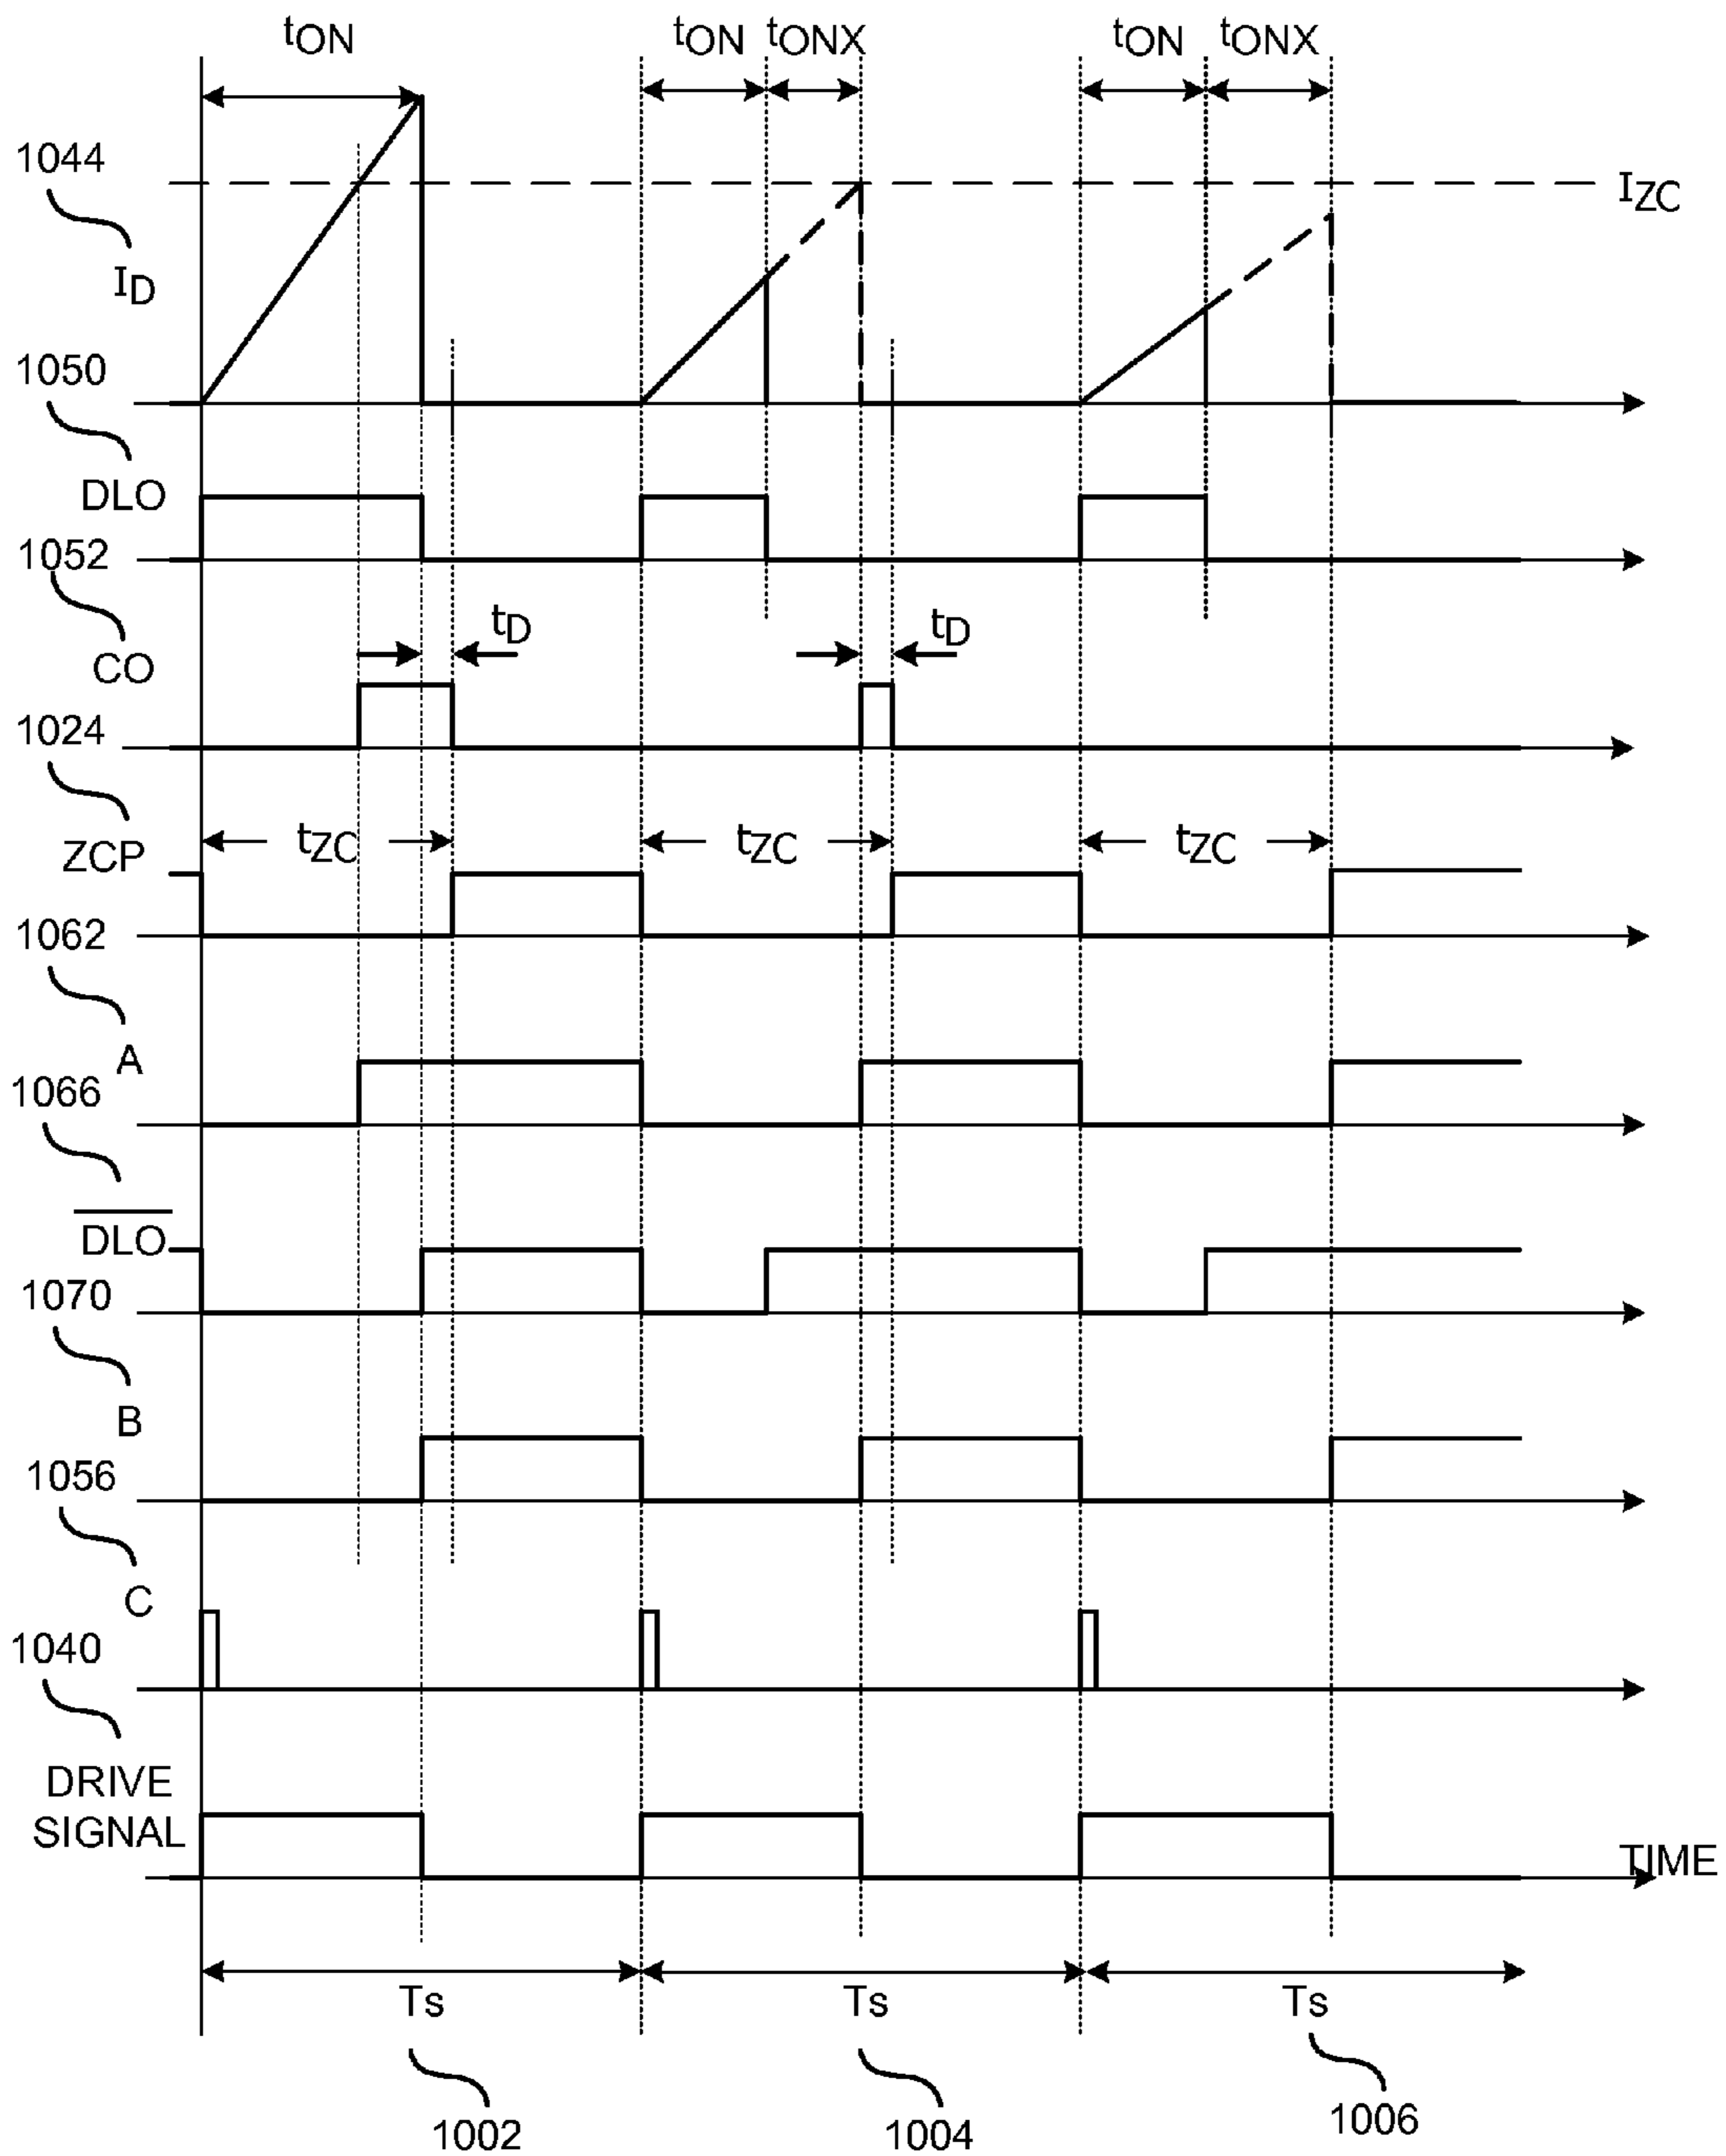 tON tON tONX tON tONX
1044
IZC
ID
1050
DLO
1052
tD tD
CO
1024
tZC tZC tZC
ZCP
1062
A
1066
DLO
1070
B
1056
C
1040
DRIVE
SIGNAL
TIME
Ts Ts Ts
1002 1004 1006